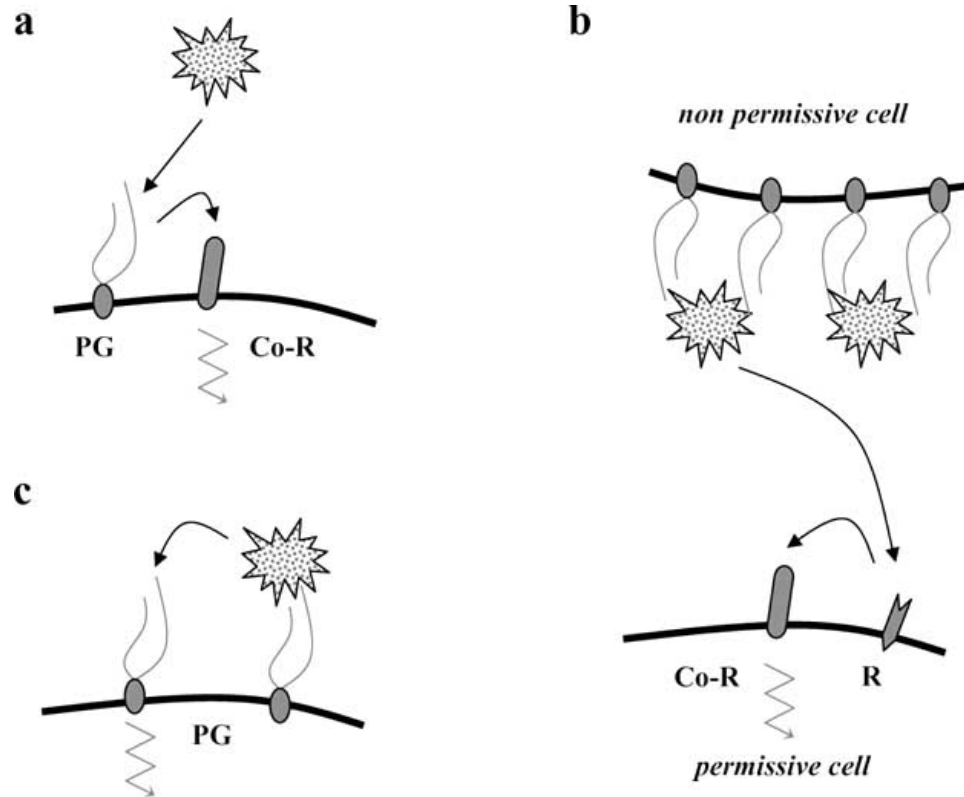 a
PG
Co-R
b
non permissive cell
Co-R
R
permissive cell
c
PG